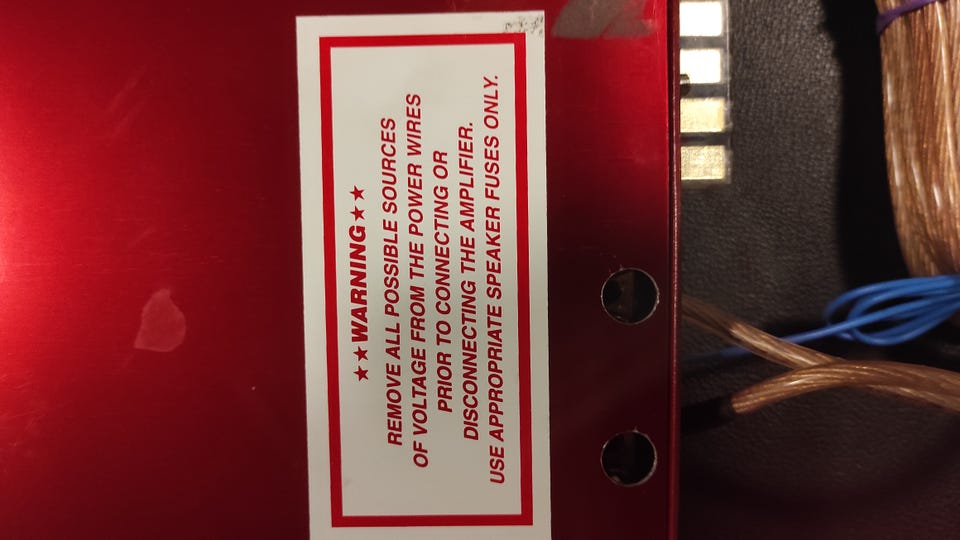 ★★WARNING★★
REMOVE ALL POSSIBLE SOURCES
OF VOLTAGE FROM THE POWER WIRES
PRIOR TO CONNECTING OR
DISCONNECTING THE AMPLIFIER.
USE APPROPRIATE SPEAKER FUSES ONLY.